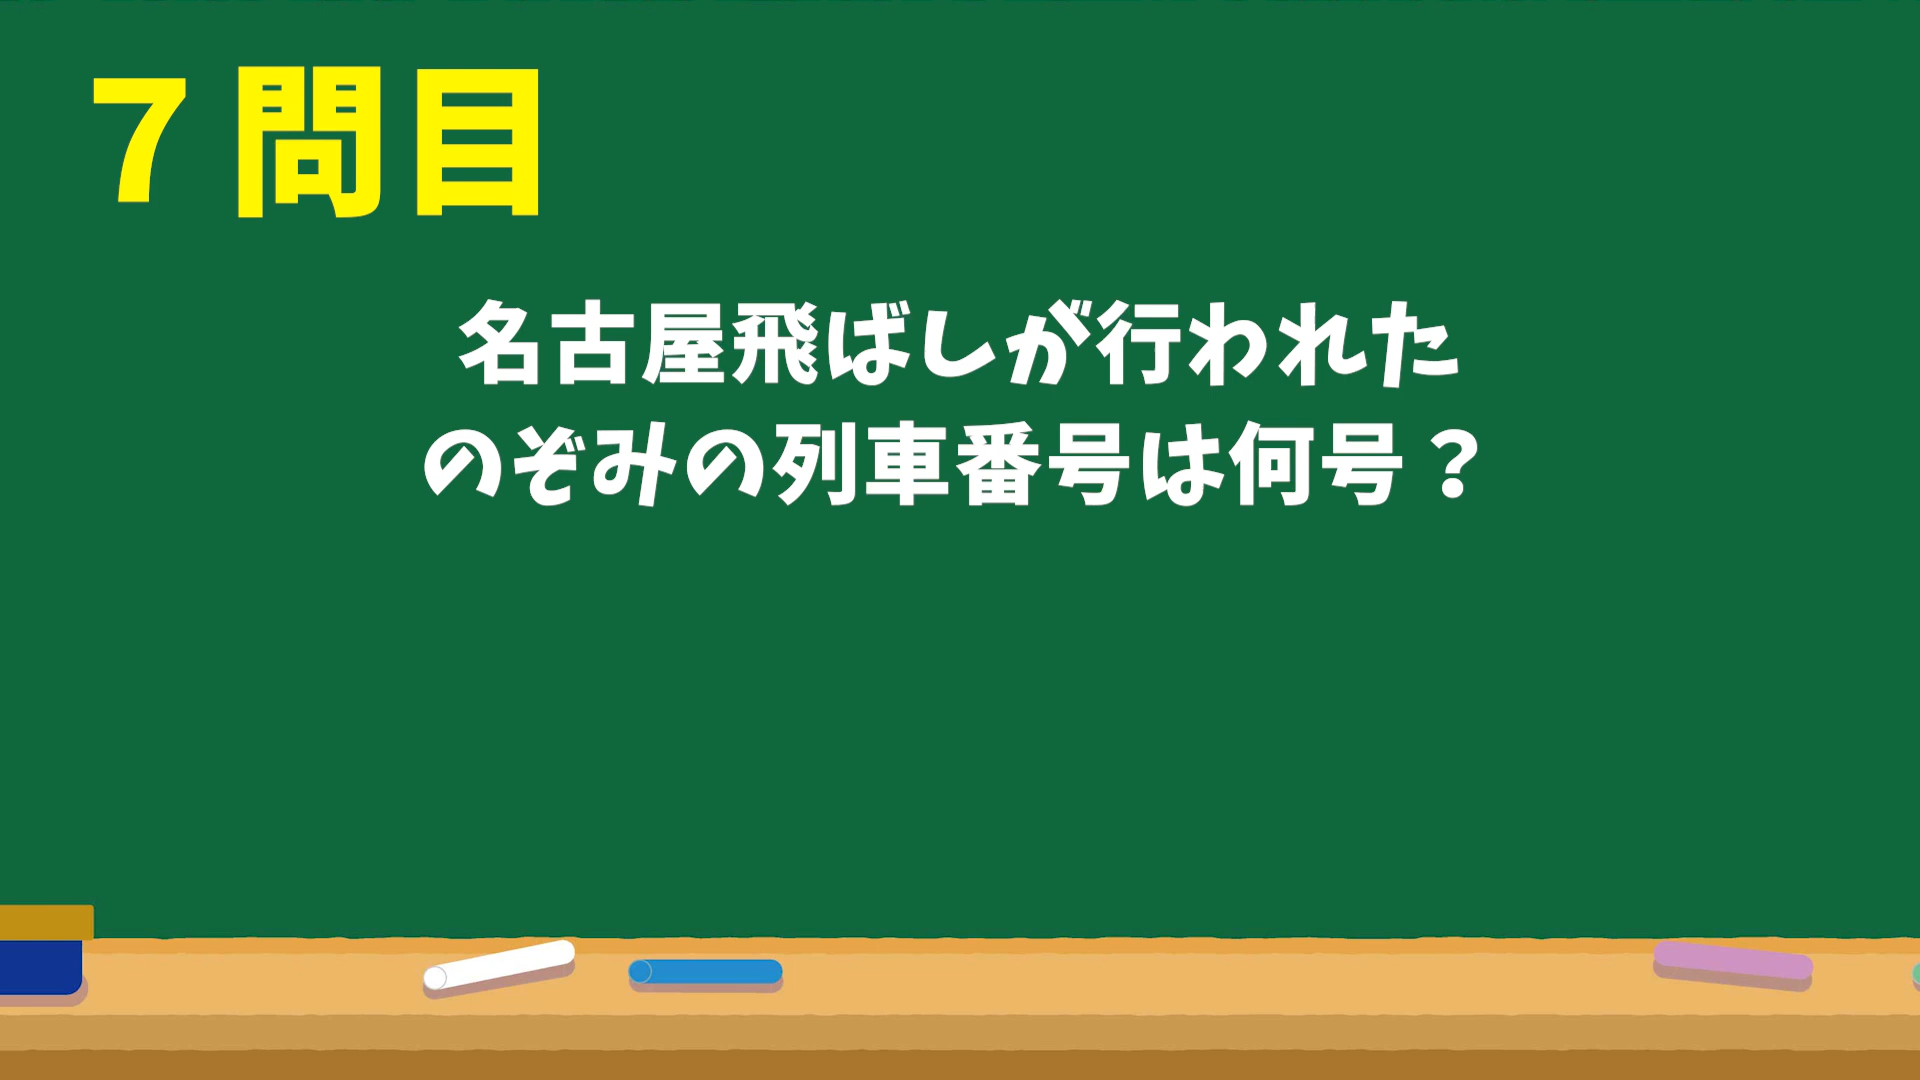 ７問目
名古屋飛ばしが行われた
のぞみの列車番号は何号？